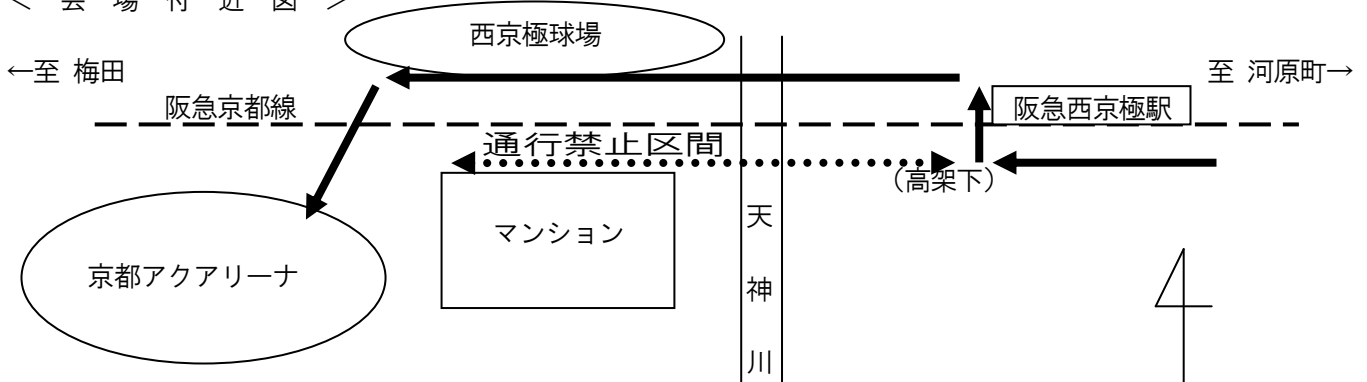 ＜ 会 場 付 近 図 ＞
西京極球場
←至 梅田
至 河原町→
阪急京都線
阪急西京極駅
通行禁止区間
（高架下）
マンション
京都アクアリーナ
天神川